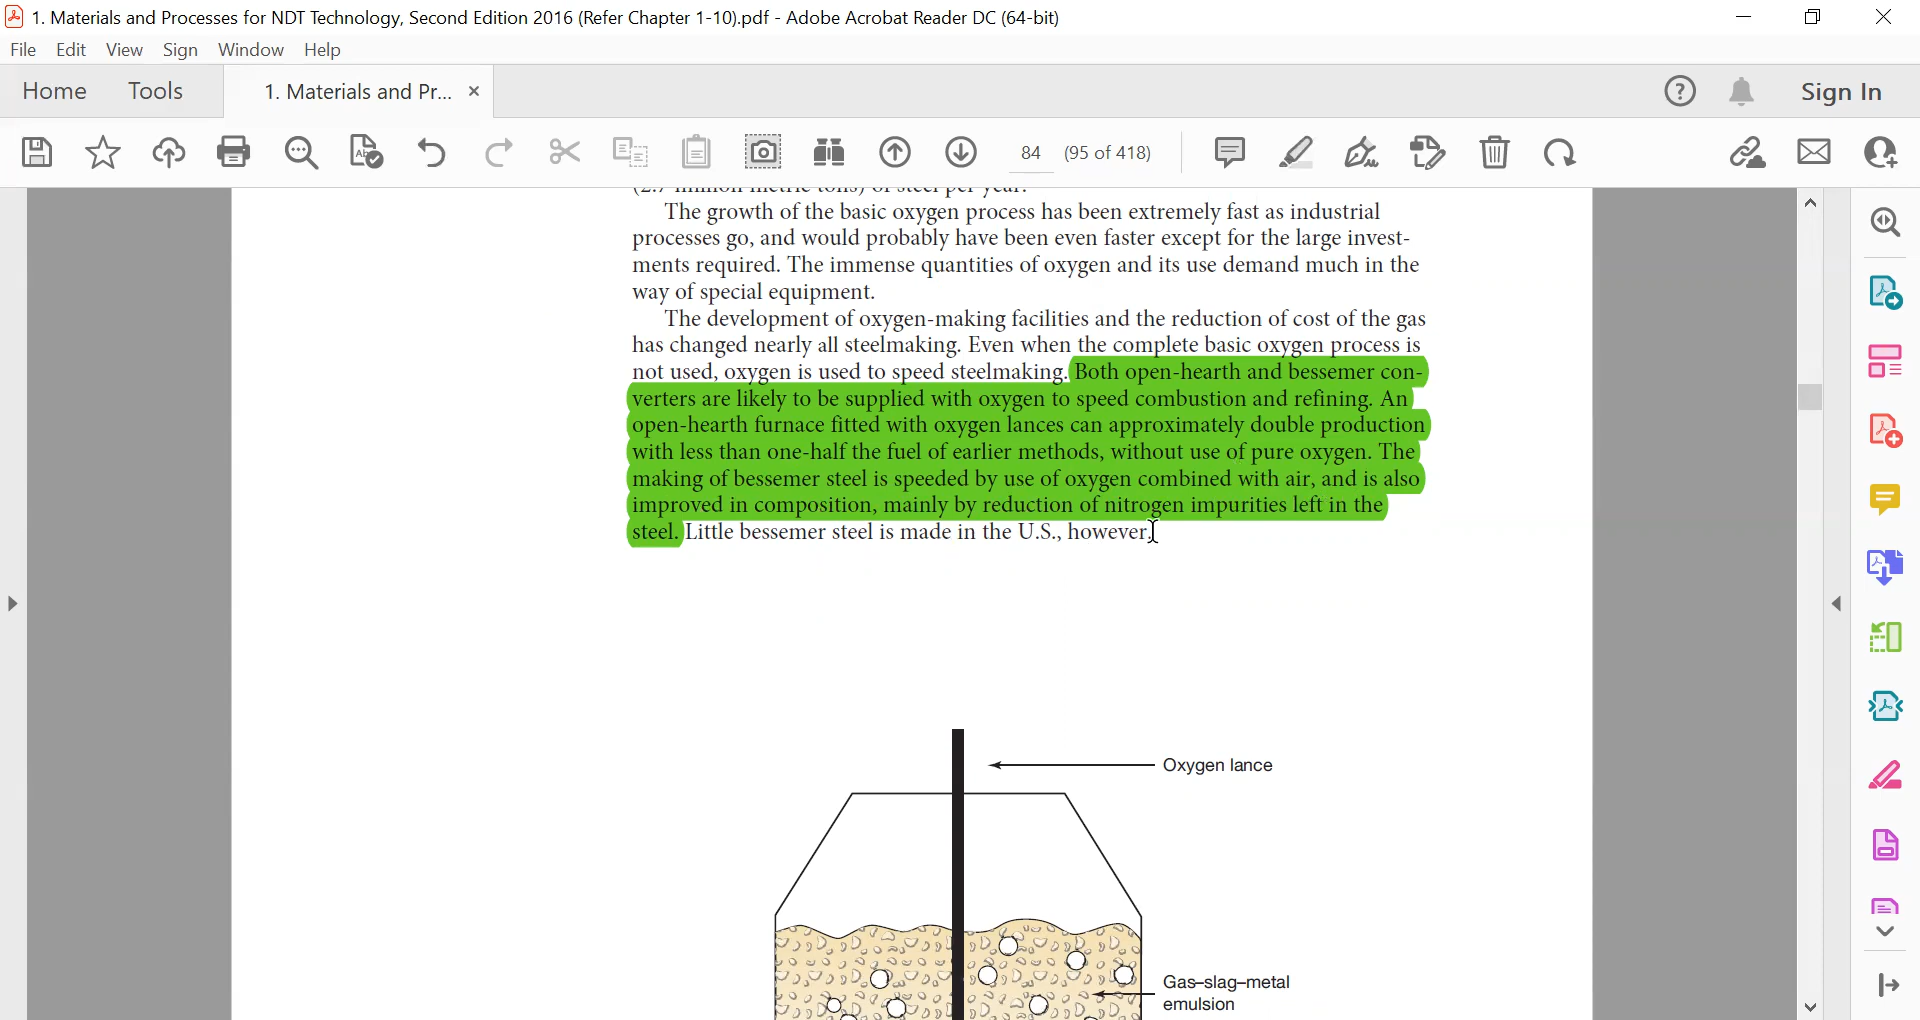 1. Materials and Processes for NDT Technology, Second Edition 2016 (Refer Chapter 1-10).pdf - Adobe Acrobat Reader DC (64-bit)
File Edit View Sign Window Help
Home Tools 1. Materials and Pr... × Sign In
84 (95 of 418)
(2.7 million metric tons) of steel per year.
The growth of the basic oxygen process has been extremely fast as industrial
processes go, and would probably have been even faster except for the large invest-
ments required. The immense quantities of oxygen and its use demand much in the
way of special equipment.
The development of oxygen-making facilities and the reduction of cost of the gas
has changed nearly all steelmaking. Even when the complete basic oxygen process is
not used, oxygen is used to speed steelmaking. Both open-hearth and bessemer con-
verters are likely to be supplied with oxygen to speed combustion and refining. An
open-hearth furnace fitted with oxygen lances can approximately double production
with less than one-half the fuel of earlier methods, without use of pure oxygen. The
making of bessemer steel is speeded by use of oxygen combined with air, and is also
improved in composition, mainly by reduction of nitrogen impurities left in the
steel. Little bessemer steel is made in the U.S., however.
Oxygen lance
Gas–slag–metal
emulsion